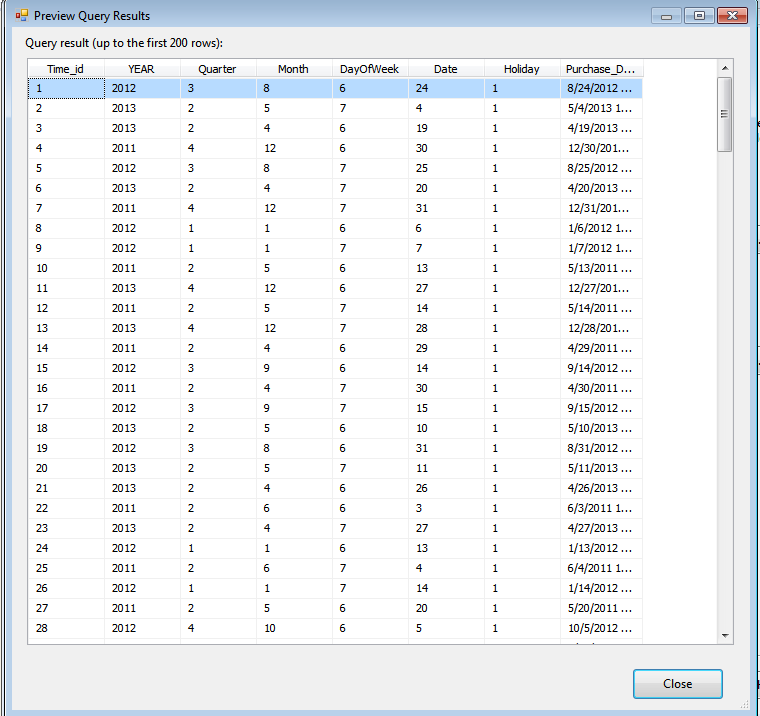 Preview Query Results
Query result (up to the first 200 rows):
Time_id YEAR Quarter Month DayOfWeek Date Holiday Purchase_D...
1 2012 3 8 6 24 1 8/24/2012 ...
2 2013 2 5 7 4 1 5/4/2013 1...
3 2013 2 4 6 19 1 4/19/2013 ...
4 2011 4 12 6 30 1 12/30/201...
5 2012 3 8 7 25 1 8/25/2012 ...
6 2013 2 4 7 20 1 4/20/2013 ...
7 2011 4 12 7 31 1 12/31/201...
8 2012 1 1 6 6 1 1/6/2012 1...
9 2012 1 1 7 7 1 1/7/2012 1...
10 2011 2 5 6 13 1 5/13/2011 ...
11 2013 4 12 6 27 1 12/27/201...
12 2011 2 5 7 14 1 5/14/2011 ...
13 2013 4 12 7 28 1 12/28/201...
14 2011 2 4 6 29 1 4/29/2011 ...
15 2012 3 9 6 14 1 9/14/2012 ...
16 2011 2 4 7 30 1 4/30/2011 ...
17 2012 3 9 7 15 1 9/15/2012 ...
18 2013 2 5 6 10 1 5/10/2013 ...
19 2012 3 8 6 31 1 8/31/2012 ...
20 2013 2 5 7 11 1 5/11/2013 ...
21 2013 2 4 6 26 1 4/26/2013 ...
22 2011 2 6 6 3 1 6/3/2011 1...
23 2013 2 4 7 27 1 4/27/2013 ...
24 2012 1 1 6 13 1 1/13/2012 ...
25 2011 2 6 7 4 1 6/4/2011 1...
26 2012 1 1 7 14 1 1/14/2012 ...
27 2011 2 5 6 20 1 5/20/2011 ...
28 2012 4 10 6 5 1 10/5/2012 ...
Close